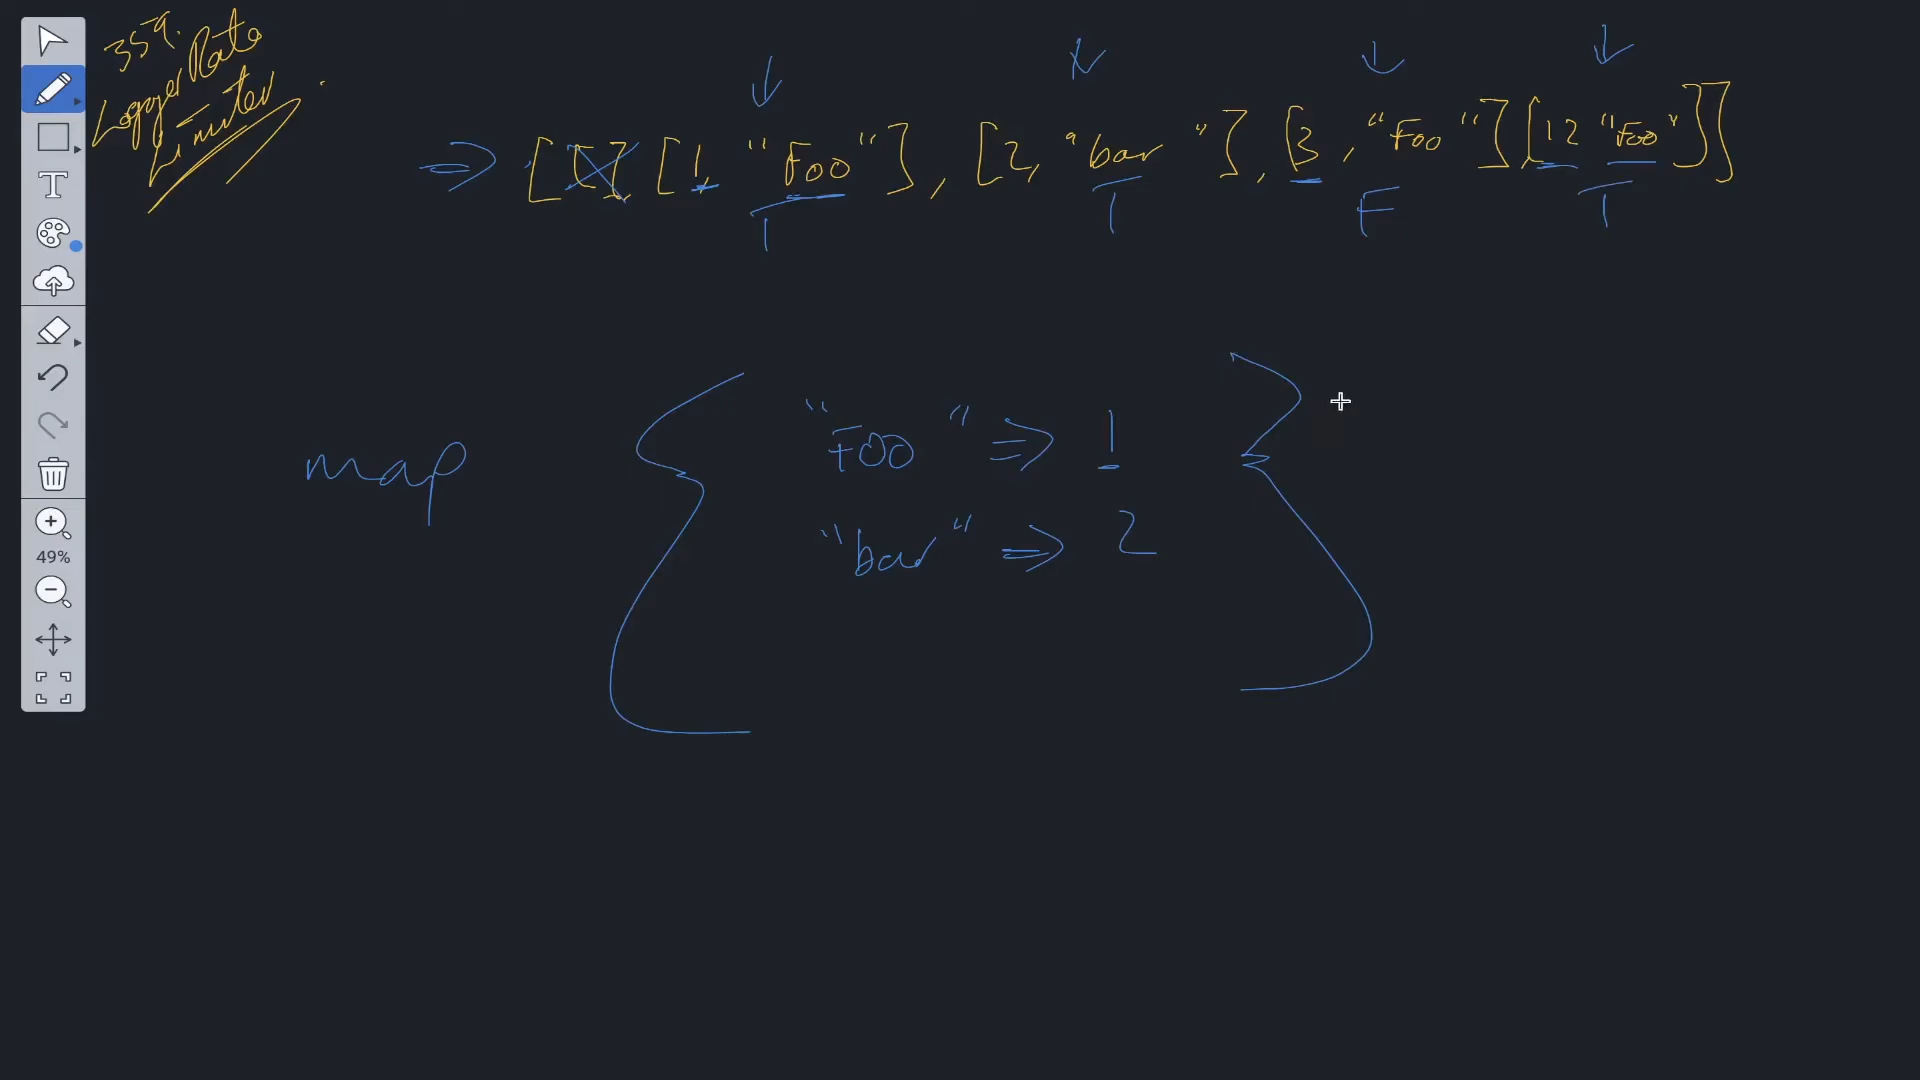 359.
Logger Rate
Limiter
=> [[] [1, "Foo"], [2, "bar"], [3, "Foo"], [12 "Foo"]]
T T F T
map { "Foo" => 1
"bar" => 2 }
T
49%